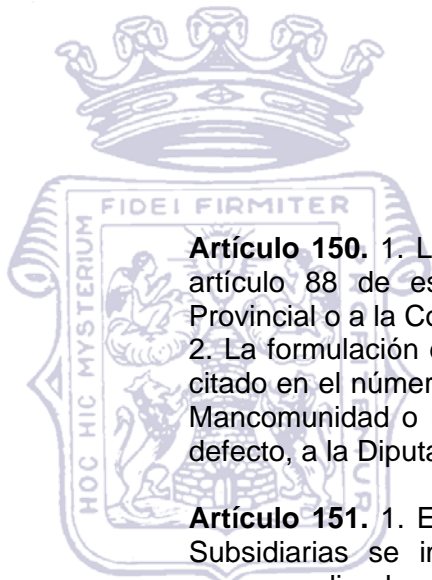 FIDEI FIRMITER
HOC HIC MYSTERIUM
Artículo 150. 1. L
artículo 88 de es
Provincial o a la Co
2. La formulación
citado en el númer
Mancomunidad o
defecto, a la Diputa
Artículo 151. 1. E
Subsidiarias se in